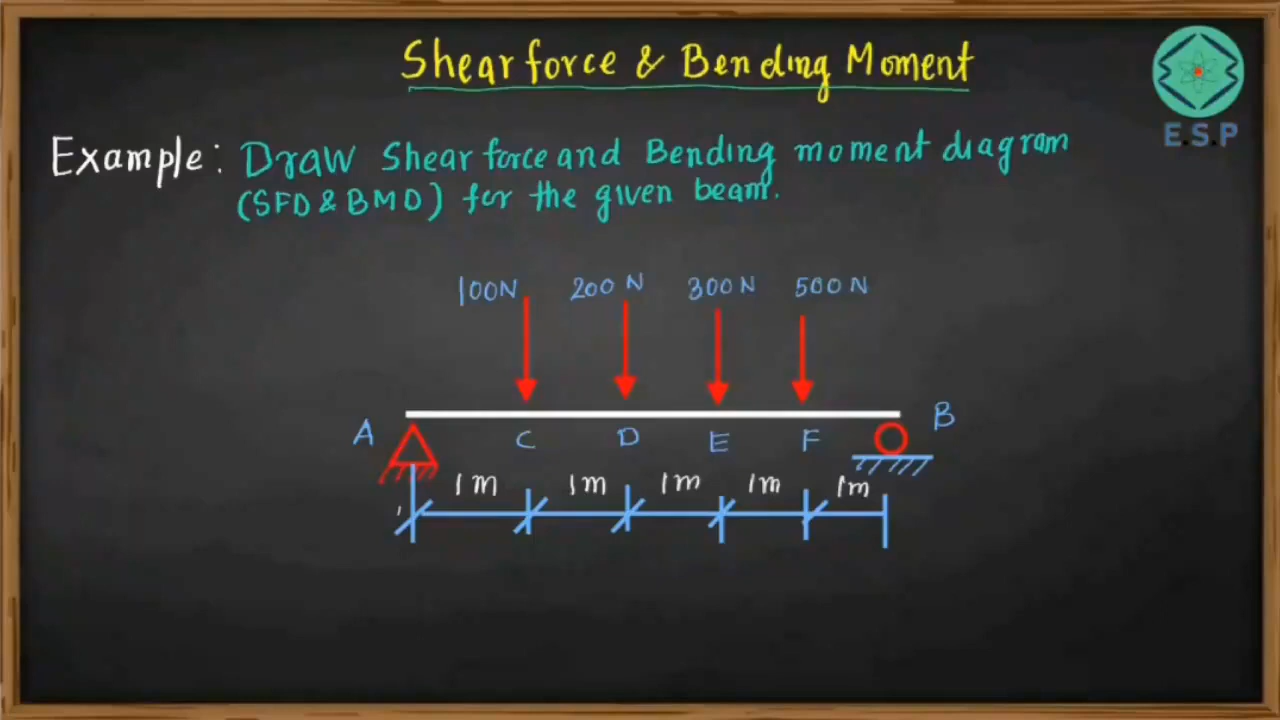 Shear force & Bending Moment
E.S.P
Example: Draw Shear force and Bending moment diagram
(SFD & BMD) for the given beam.
100N 200 N 300 N 500 N
A B
C D E F
1m 1m 1m 1m 1m